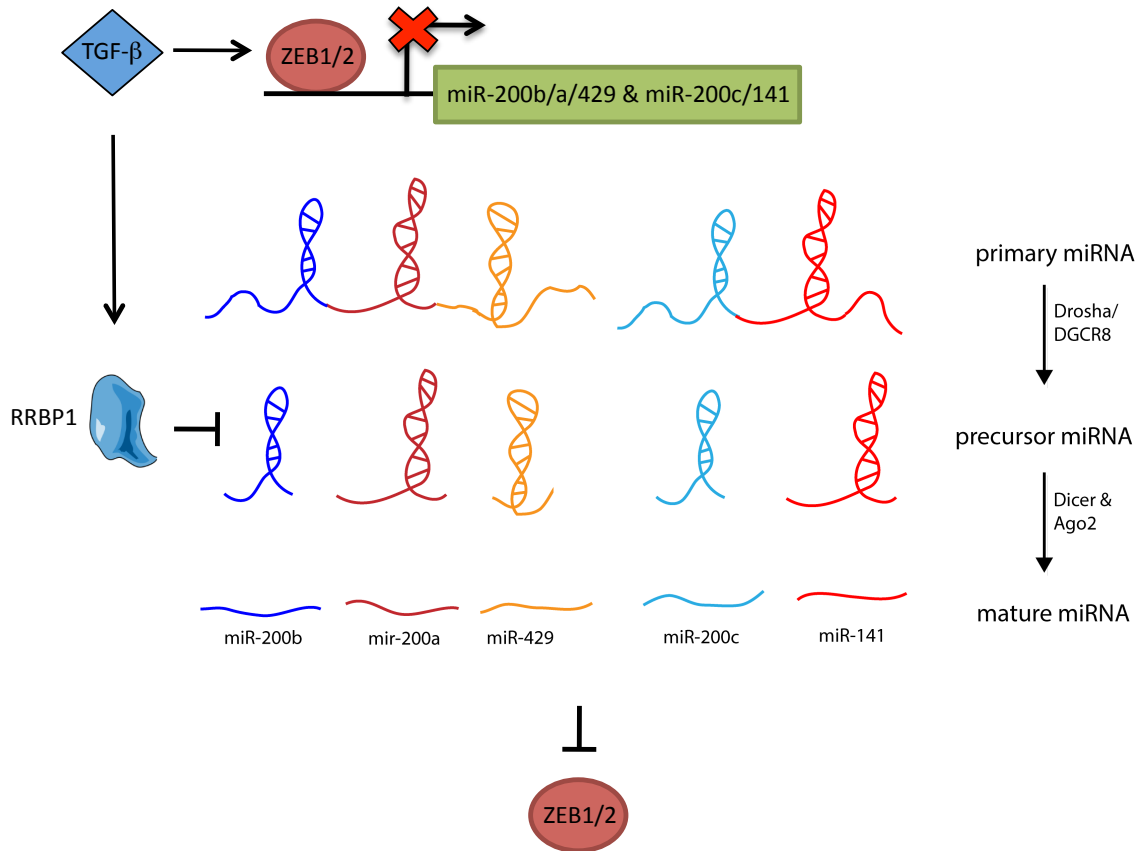 TGF-β
ZEB1/2
miR-200b/a/429 & miR-200c/141
primary miRNA
Drosha/
DGCR8
RRBP1
precursor miRNA
Dicer &
Ago2
mature miRNA
miR-200b
mir-200a
miR-429
miR-200c
miR-141
ZEB1/2